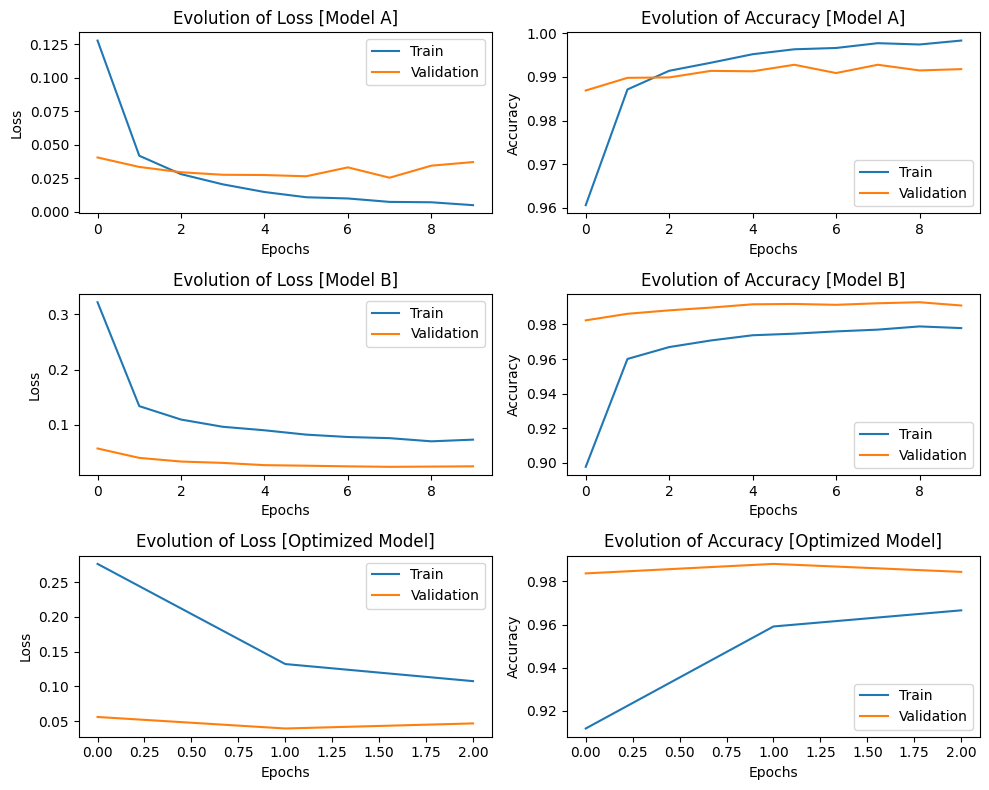 Evolution of Loss [Model A]
Loss
0.125
0.100
0.075
0.050
0.025
0.000
Train
Validation
0 2 4 6 8
Epochs
Evolution of Accuracy [Model A]
Accuracy
1.00
0.99
0.98
0.97
0.96
Train
Validation
0 2 4 6 8
Epochs
Evolution of Loss [Model B]
Loss
0.3
0.2
0.1
Train
Validation
0 2 4 6 8
Epochs
Evolution of Accuracy [Model B]
Accuracy
0.98
0.96
0.94
0.92
0.90
Train
Validation
0 2 4 6 8
Epochs
Evolution of Loss [Optimized Model]
Loss
0.25
0.20
0.15
0.10
0.05
Train
Validation
0.00 0.25 0.50 0.75 1.00 1.25 1.50 1.75 2.00
Epochs
Evolution of Accuracy [Optimized Model]
Accuracy
0.98
0.96
0.94
0.92
Train
Validation
0.00 0.25 0.50 0.75 1.00 1.25 1.50 1.75 2.00
Epochs